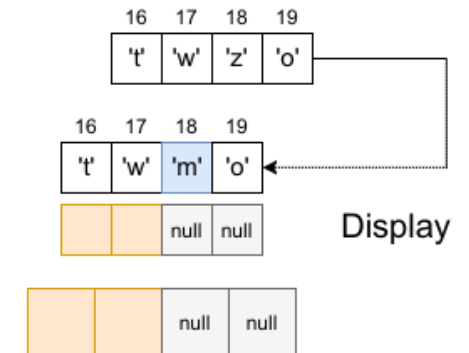 16 17 18 19
't' 'w' 'z' 'o'
16 17 18 19
't' 'w' 'm' 'o'
null null
Display
null null